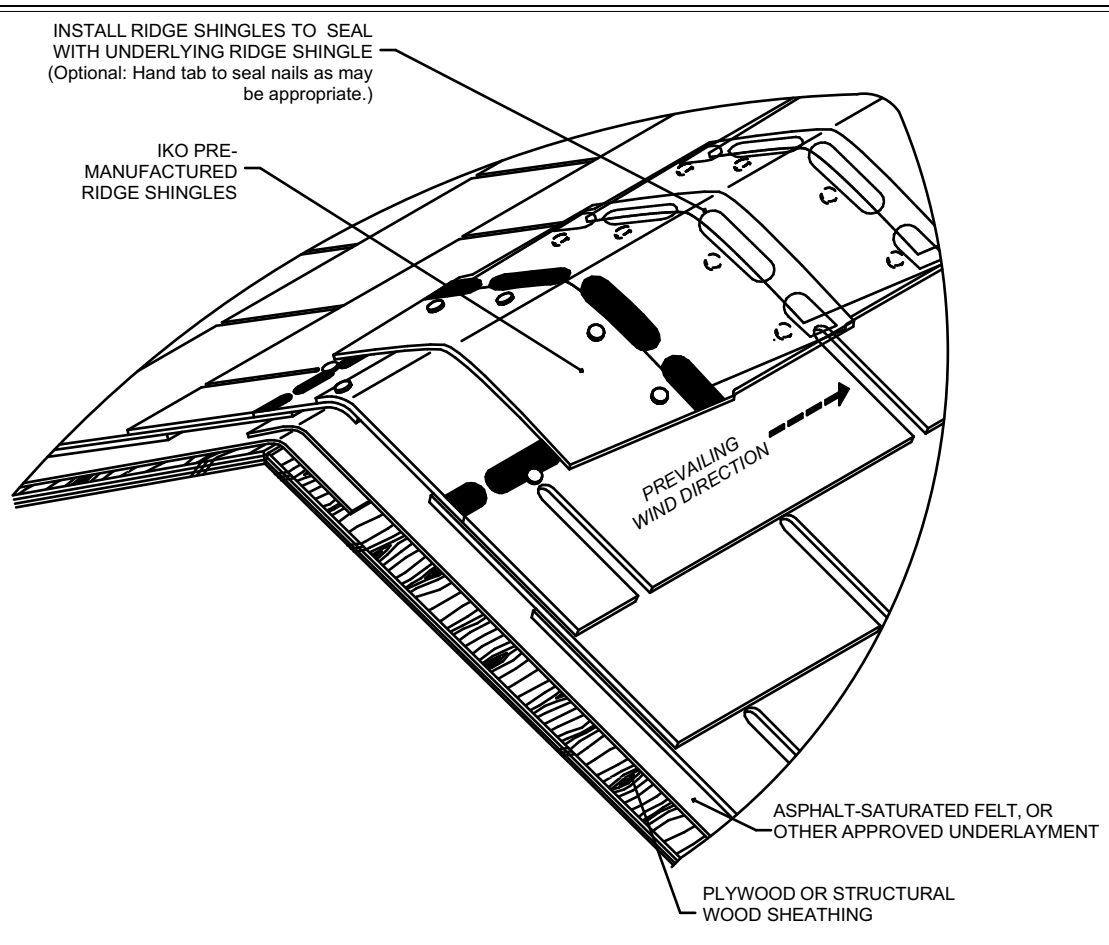 INSTALL RIDGE SHINGLES TO SEAL
WITH UNDERLYING RIDGE SHINGLE
(Optional: Hand tab to seal nails as may
be appropriate.)
IKO PRE-
MANUFACTURED
RIDGE SHINGLES
PREVAILING
WIND DIRECTION
ASPHALT-SATURATED FELT, OR
OTHER APPROVED UNDERLAYMENT
PLYWOOD OR STRUCTURAL
WOOD SHEATHING